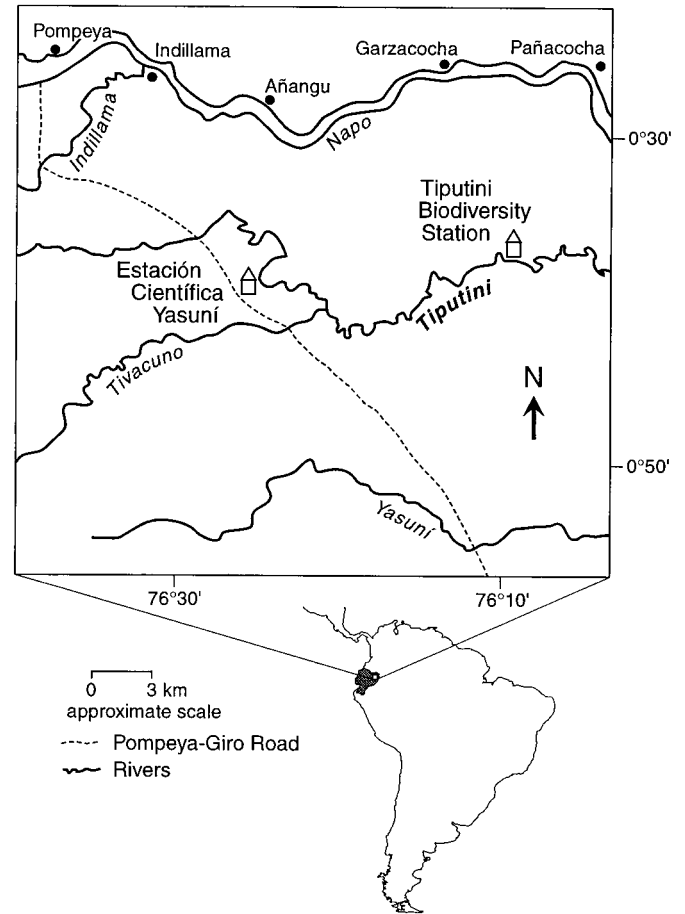 Pompeya
Indillama
Garzacocha
Pañacocha
Añangu
Indillama
Napo
0°30'
Tiputini
Biodiversity
Station
Estación
Científica
Yasuní
Tiputini
Tivacuno
N
0°50'
Yasuní
76°30'
76°10'
0 3 km
approximate scale
Pompeya-Giro Road
Rivers